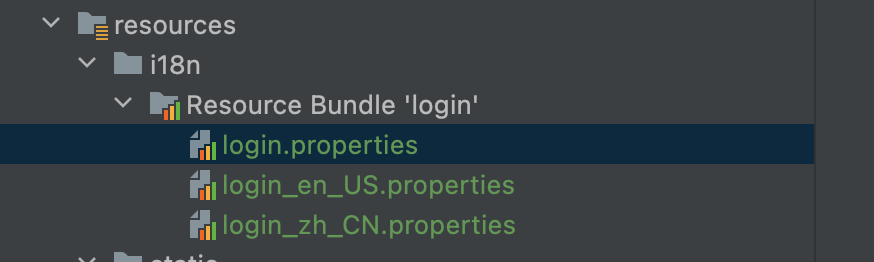 resources
i18n
Resource Bundle 'login'
login.properties
login_en_US.properties
login_zh_CN.properties